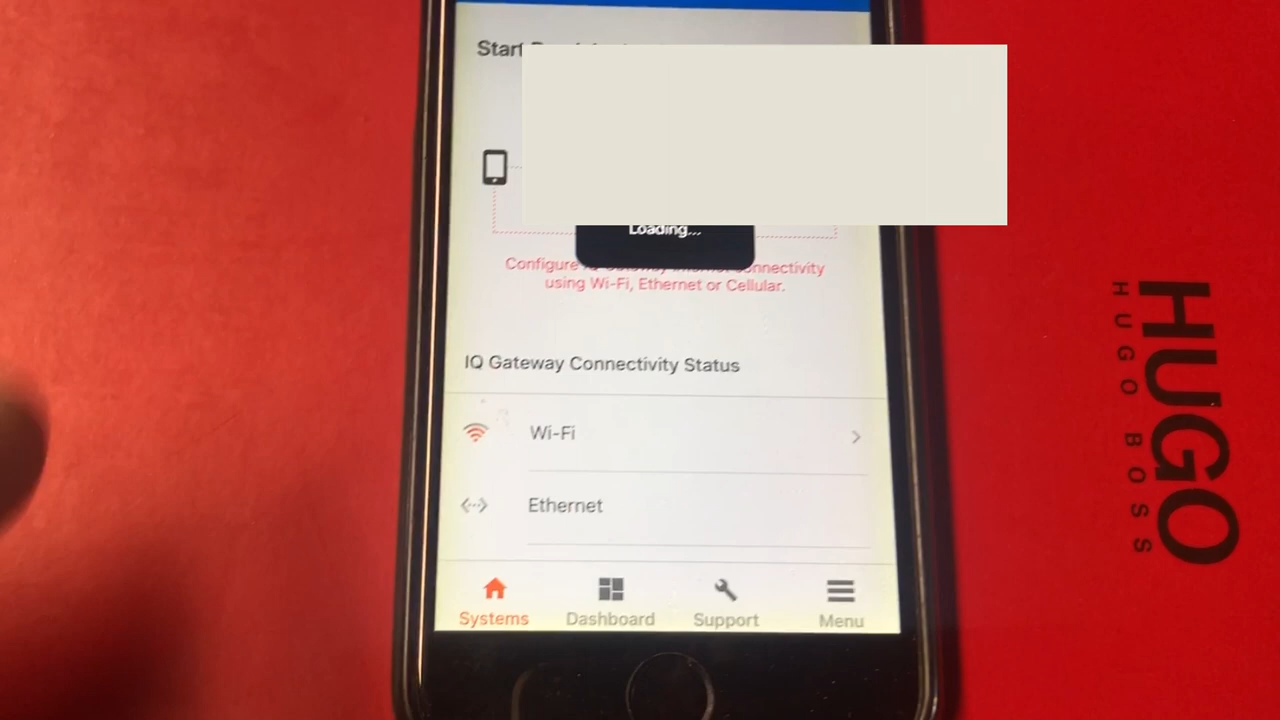 Start
Loading...
Configure IQ Gateway Internet Connectivity
using Wi-Fi, Ethernet or Cellular.
IQ Gateway Connectivity Status
Wi-Fi
Ethernet
Systems
Dashboard
Support
Menu
HUGO
HUGO BOSS